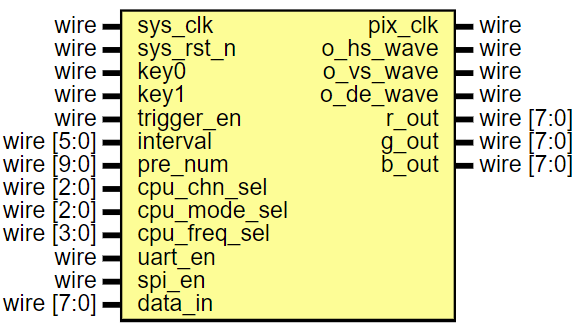 wire sys_clk pix_clk wire
wire sys_rst_n o_hs_wave wire
wire key0 o_vs_wave wire
wire key1 o_de_wave wire
wire trigger_en r_out wire [7:0]
wire [5:0] interval g_out wire [7:0]
wire [9:0] pre_num b_out wire [7:0]
wire [2:0] cpu_chn_sel
wire [2:0] cpu_mode_sel
wire [3:0] cpu_freq_sel
wire uart_en
wire spi_en
wire [7:0] data_in